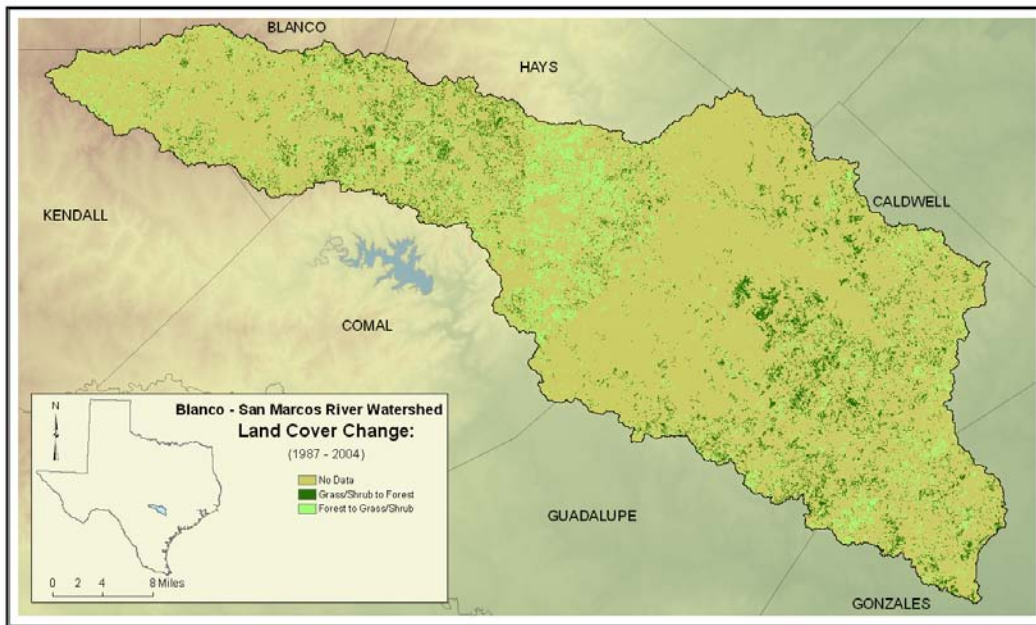 BLANCO
HAYS
KENDALL
CALDWELL
COMAL
GUADALUPE
GONZALES
Blanco - San Marcos River Watershed
Land Cover Change:
(1987 - 2004)
N
No Data
Grass/Shrub to Forest
Forest to Grass/Shrub
0 2 4 8 Miles